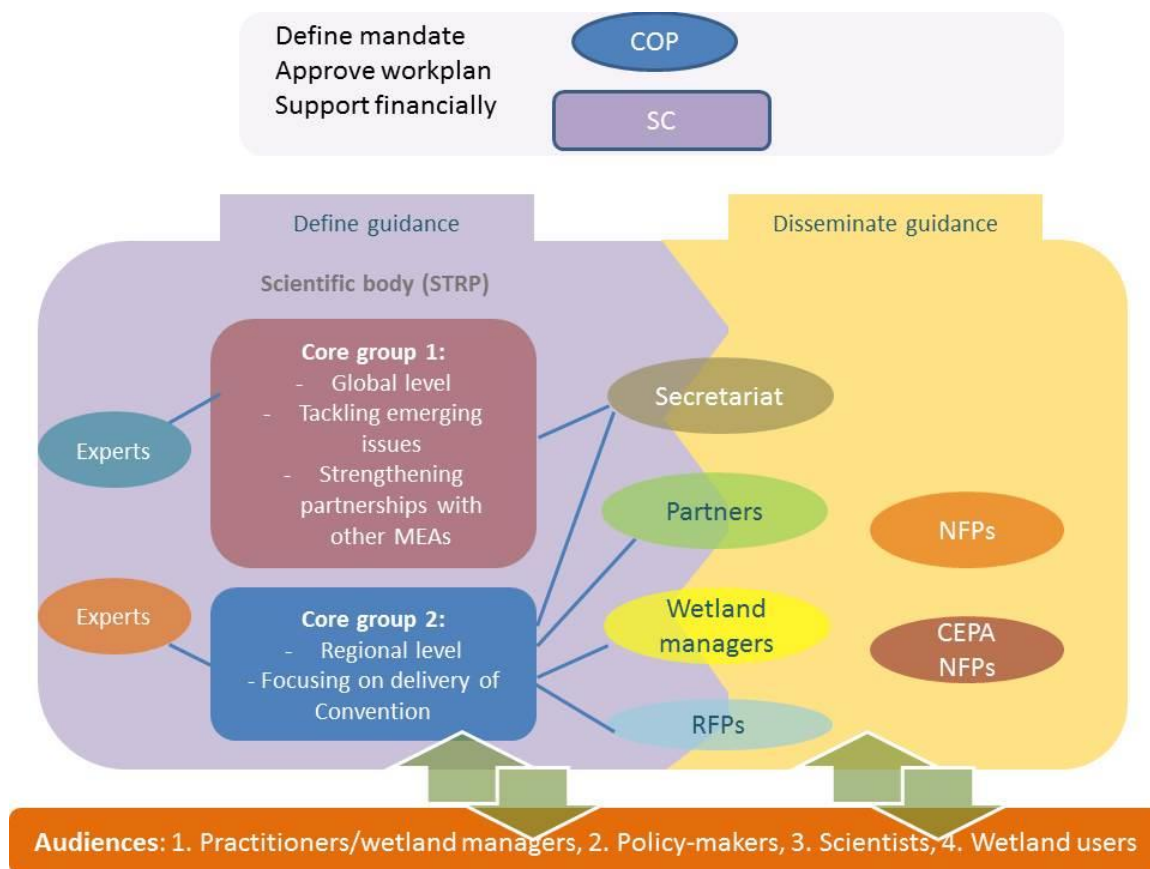 Define mandate
Approve workplan
Support financially
COP
SC
Define guidance
Disseminate guidance
Scientific body (STRP)
Core group 1:
- Global level
- Tackling emerging
issues
- Strengthening
partnerships with
other MEAs
Experts
Secretariat
Partners
NFPs
Experts
Core group 2:
- Regional level
- Focusing on delivery of
Convention
Wetland
managers
CEPA
NFPs
RFPs
Audiences: 1. Practitioners/wetland managers, 2. Policy-makers, 3. Scientists, 4. Wetland users